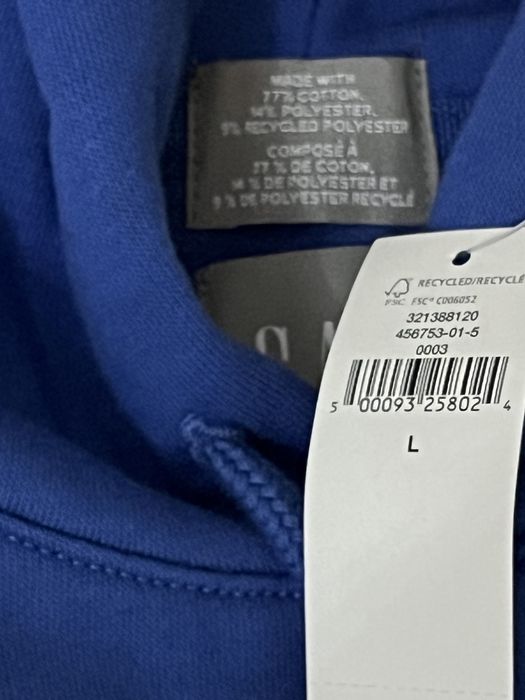 MADE WITH
77% COTTON,
14% POLYESTER,
9% RECYCLED POLYESTER
COMPOSÉ À
77 % DE COTON,
14 % DE POLYESTER ET
9 % DE POLYESTER RECYCLÉ
RECYCLED/RECYCLÉ
FSC FSC® C006052
321388120
456753-01-5
0003
5 00093 25802 4
L